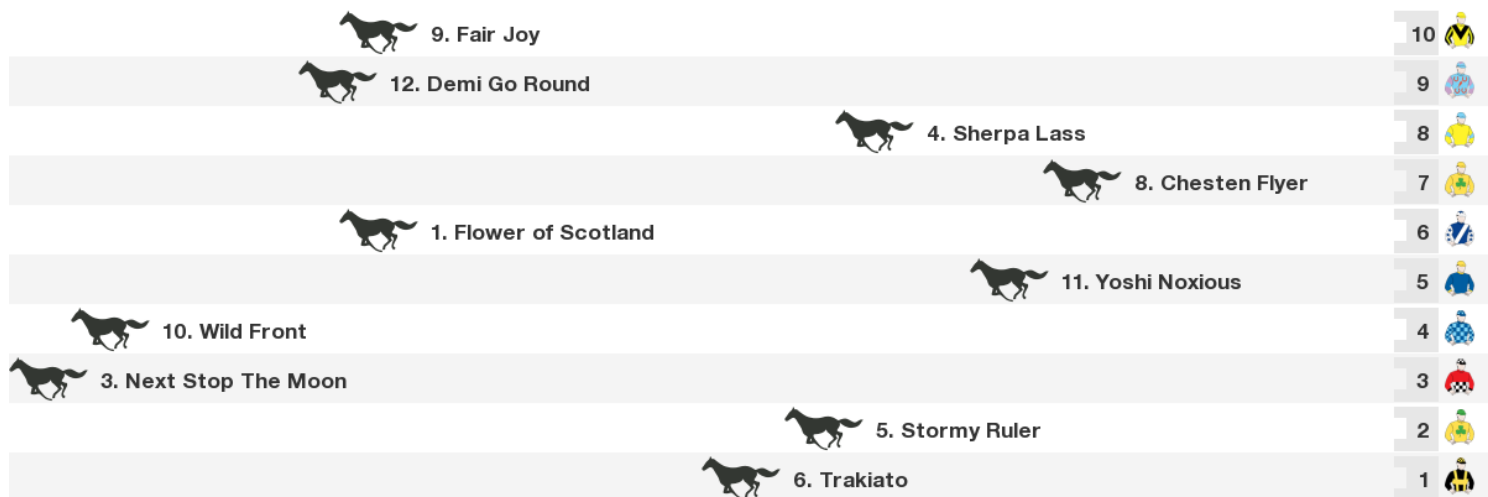 9. Fair Joy 10
12. Demi Go Round 9
4. Sherpa Lass 8
8. Chesten Flyer 7
1. Flower of Scotland 6
11. Yoshi Noxious 5
10. Wild Front 4
3. Next Stop The Moon 3
5. Stormy Ruler 2
6. Trakiato 1